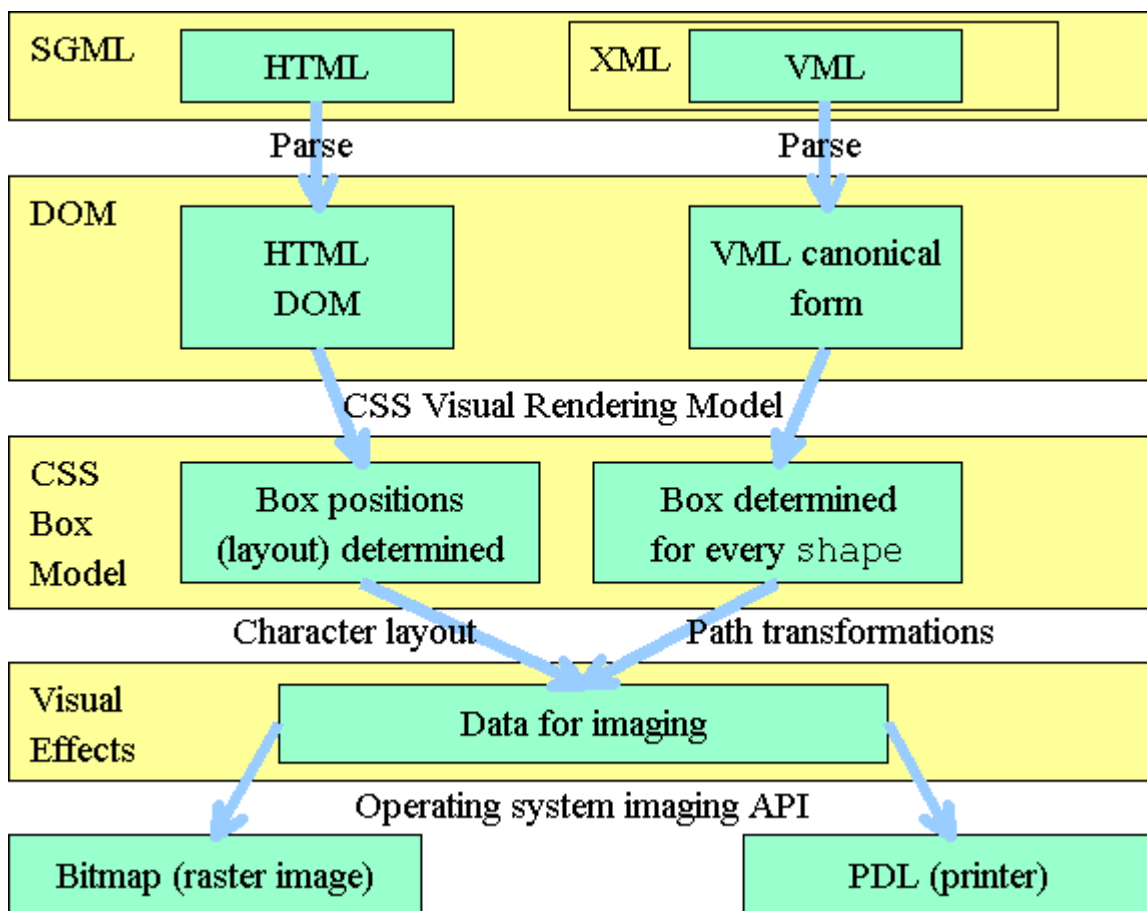 SGML
HTML
XML
VML
Parse
Parse
DOM
HTML
DOM
VML canonical
form
CSS Visual Rendering Model
CSS
Box
Model
Box positions
(layout) determined
Box determined
for every shape
Character layout
Path transformations
Visual
Effects
Data for imaging
Operating system imaging API
Bitmap (raster image)
PDL (printer)